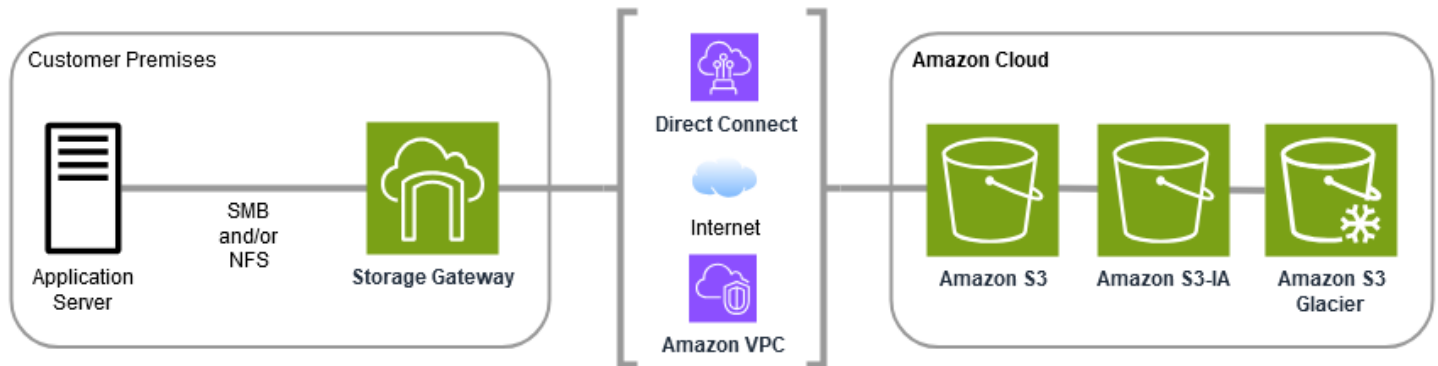 Customer Premises
Application
Server
SMB
and/or
NFS
Storage Gateway
Direct Connect
Internet
Amazon VPC
Amazon Cloud
Amazon S3
Amazon S3-IA
Amazon S3
Glacier